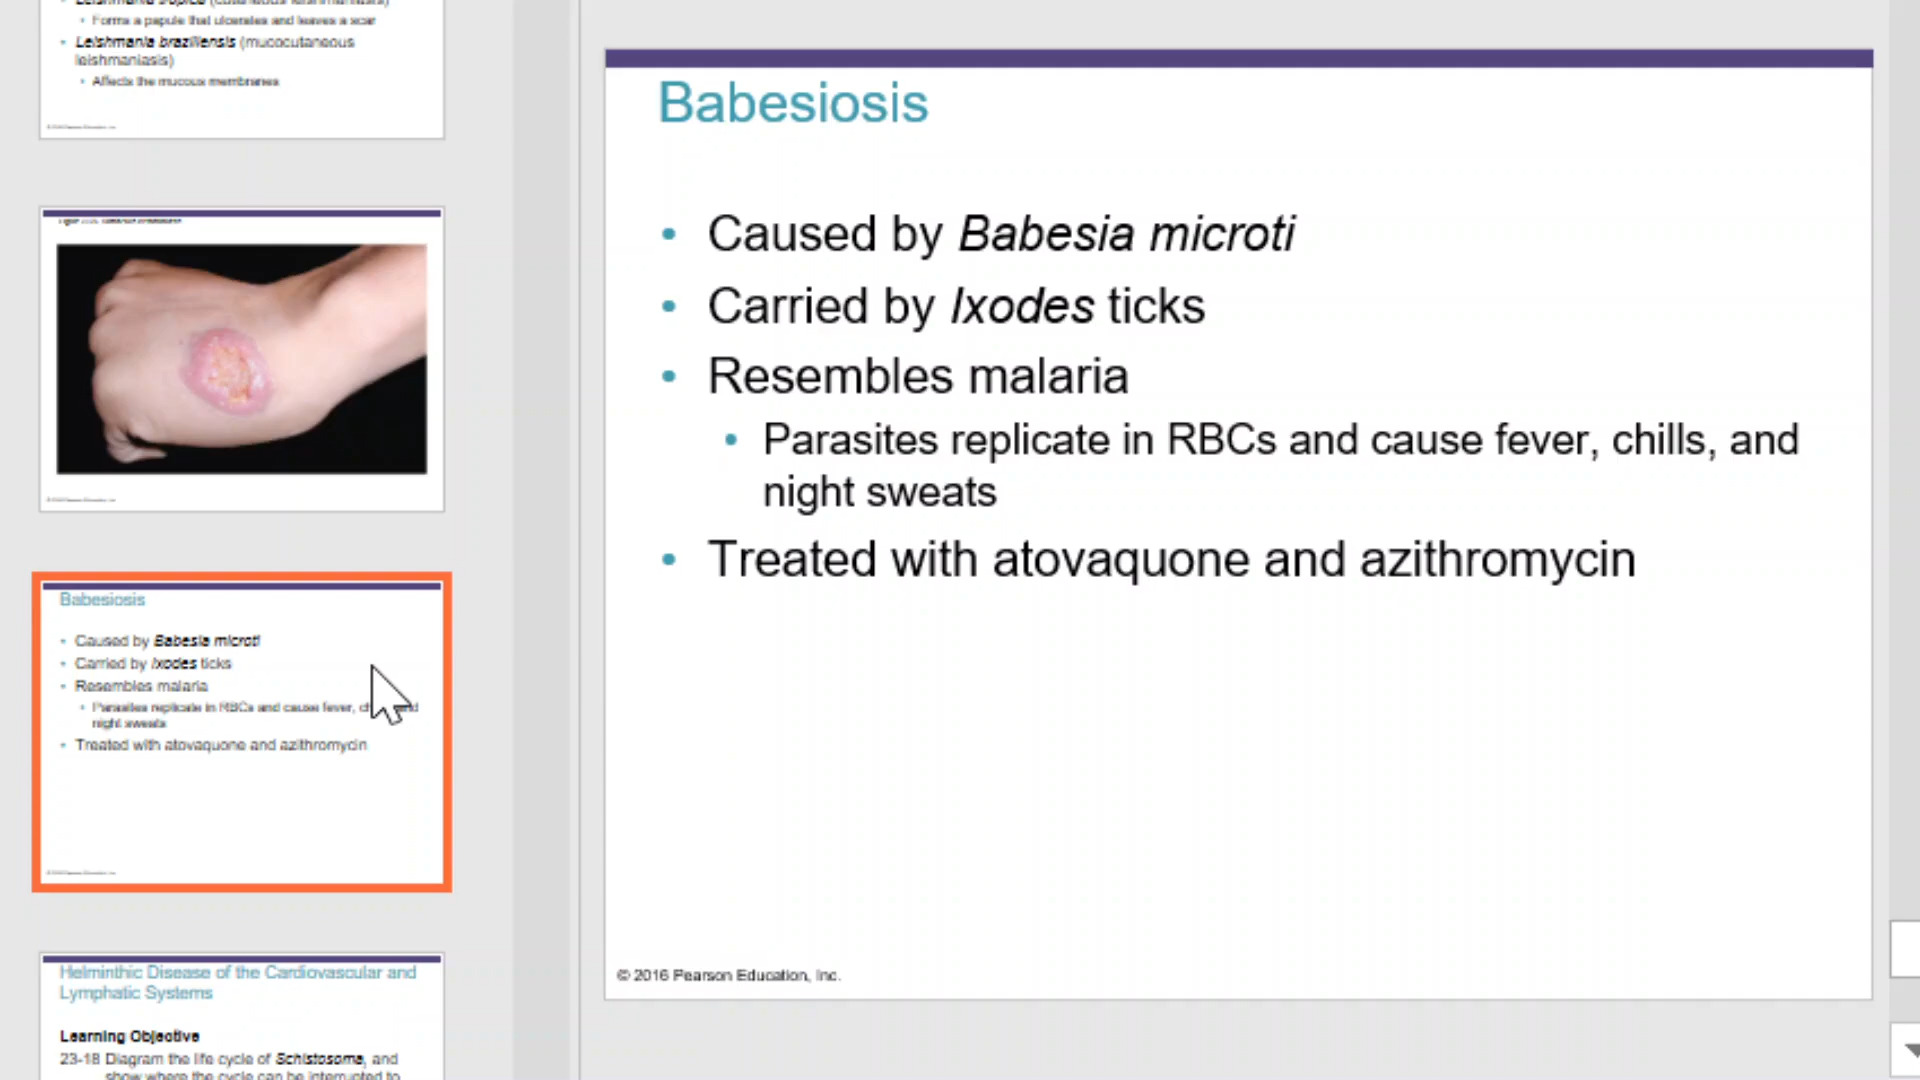 Leishmania tropica (cutaneous leishmaniasis)
• Forms a papule that ulcerates and leaves a scar
• Leishmania braziliensis (mucocutaneous
leishmaniasis)
• Affects the mucous membranes
Babesiosis
• Caused by Babesia microti
• Carried by Ixodes ticks
• Resembles malaria
• Parasites replicate in RBCs and cause fever,
night sweats
• Treated with atovaquone and azithromycin
Helminthic Disease of the Cardiovascular and
Lymphatic Systems
Learning Objective
23-18 Diagram the life cycle of Schistosoma, and
show where the cycle can be interrupted to
Babesiosis
• Caused by Babesia microti
• Carried by Ixodes ticks
• Resembles malaria
• Parasites replicate in RBCs and cause fever, chills, and
night sweats
• Treated with atovaquone and azithromycin
© 2016 Pearson Education, Inc.